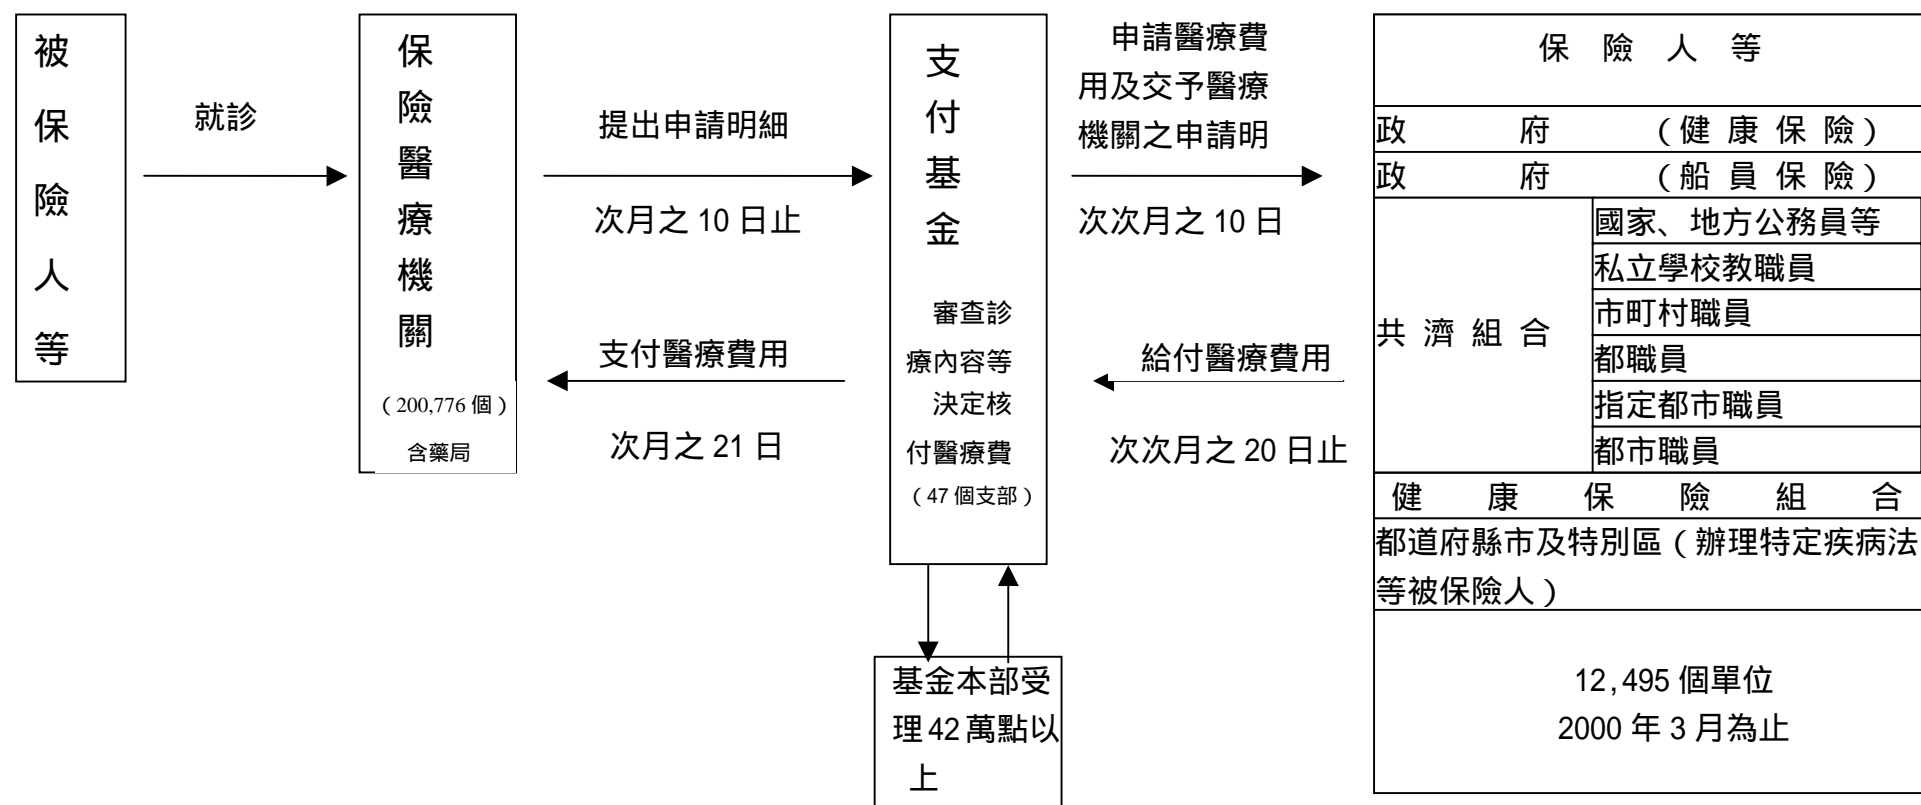 被保險人等
就診
保險醫療機關
（200,776 個）
含藥局
提出申請明細
次月之 10 日止
支付醫療費用
次月之 21 日
支付基金
審查診
療內容等
決定核
付醫療費
（47 個支部）
基金本部受
理 42 萬點以
上
申請醫療費
用及交予醫療
機關之申請明
次次月之 10 日
給付醫療費用
次次月之 20 日止
保險人等
政府（健康保險）
政府（船員保險）
共濟組合
國家、地方公務員等
私立學校教職員
市町村職員
都職員
指定都市職員
都市職員
健康保險組合
都道府縣市及特別區（辦理特定疾病法
等被保險人）
12,495 個單位
2000 年 3 月為止